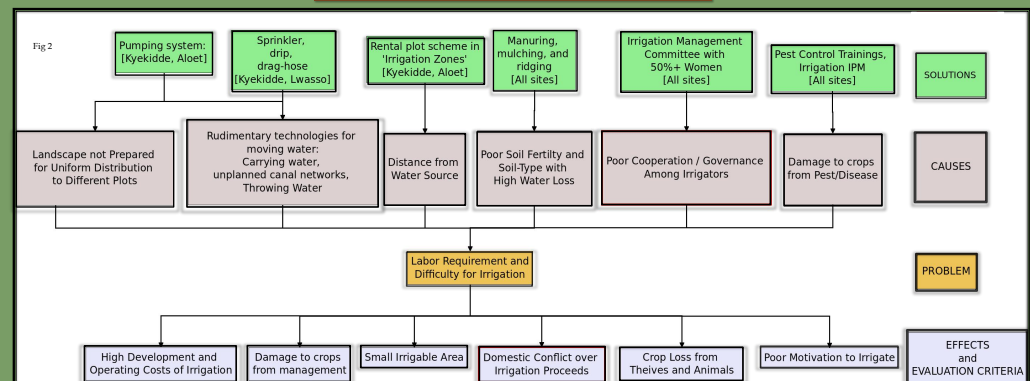 Fig 2
Pumping system:
[Kyekidde, Aloet]
Sprinkler,
drip,
drag-hose
[Kyekidde, Lwasso]
Rental plot scheme in
'Irrigation Zones'
[Kyekidde, Aloet]
Manuring,
mulching, and
ridging
[All sites]
Irrigation Management
Committee with
50%+ Women
[All sites]
Pest Control Trainings,
Irrigation IPM
[All sites]
SOLUTIONS
Landscape not Prepared
for Uniform Distribution
to Different Plots
Rudimentary technologies for
moving water:
Carrying water,
unplanned canal networks,
Throwing Water
Distance from
Water Source
Poor Soil Fertilty and
Soil-Type with
High Water Loss
Poor Cooperation / Governance
Among Irrigators
Damage to crops
from Pest/Disease
CAUSES
Labor Requirement and
Difficulty for Irrigation
PROBLEM
High Development and
Operating Costs of Irrigation
Damage to crops
from management
Small Irrigable Area
Domestic Conflict over
Irrigation Proceeds
Crop Loss from
Theives and Animals
Poor Motivation to Irrigate
EFFECTS
and
EVALUATION CRITERIA